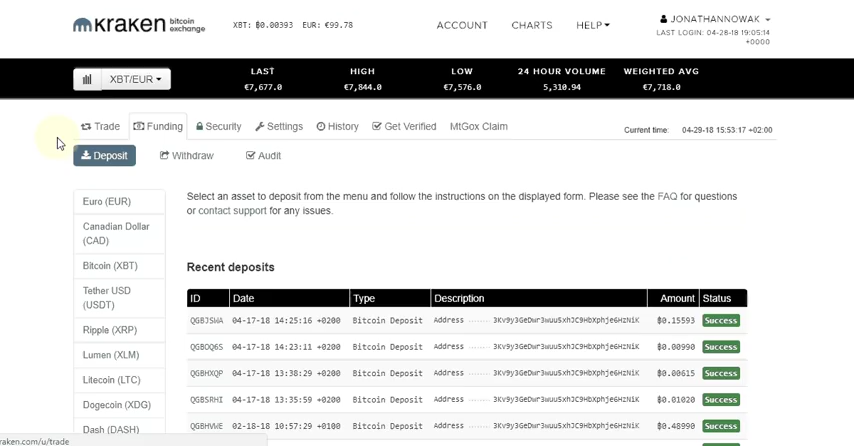 kraken bitcoin exchange
XBT: ฿0.00393 EUR: €99.78
ACCOUNT CHARTS HELP
JONATHANNOWAK
LAST LOGIN: 04-28-18 19:05:14 +0000
XBT/EUR
LAST HIGH LOW 24 HOUR VOLUME WEIGHTED AVG
€7,677.0 €7,844.0 €7,576.0 5,310.94 €7,718.0
Trade Funding Security Settings History Get Verified MtGox Claim
Current time: 04-29-18 15:53:17 +02:00
Deposit Withdraw Audit
Euro (EUR)
Canadian Dollar (CAD)
Bitcoin (XBT)
Tether USD (USDT)
Ripple (XRP)
Lumen (XLM)
Litecoin (LTC)
Dogecoin (XDG)
Dash (DASH)
Select an asset to deposit from the menu and follow the instructions on the displayed form. Please see the FAQ for questions
or contact support for any issues.
Recent deposits
ID Date Type Description Amount Status
QGBJSWA 04-17-18 14:25:16 +0200 Bitcoin Deposit Address ....... 3Kv9y3GeDwr3wuuSxhJC9HbXphje6HzNiK ฿0.15593 Success
QGBOQ6S 04-17-18 14:23:11 +0200 Bitcoin Deposit Address ....... 3Kv9y3GeDwr3wuuSxhJC9HbXphje6HzNiK ฿0.00990 Success
QGBHXQP 04-17-18 13:38:29 +0200 Bitcoin Deposit Address ....... 3Kv9y3GeDwr3wuuSxhJC9HbXphje6HzNiK ฿0.00615 Success
QGBSRHI 04-17-18 13:35:59 +0200 Bitcoin Deposit Address ....... 3Kv9y3GeDwr3wuuSxhJC9HbXphje6HzNiK ฿0.01020 Success
QGBHVWE 02-18-18 10:57:29 +0100 Bitcoin Deposit Address ....... 3Kv9y3GeDwr3wuuSxhJC9HbXphje6HzNiK ฿0.48990 Success
Success
raken.com/u/trade